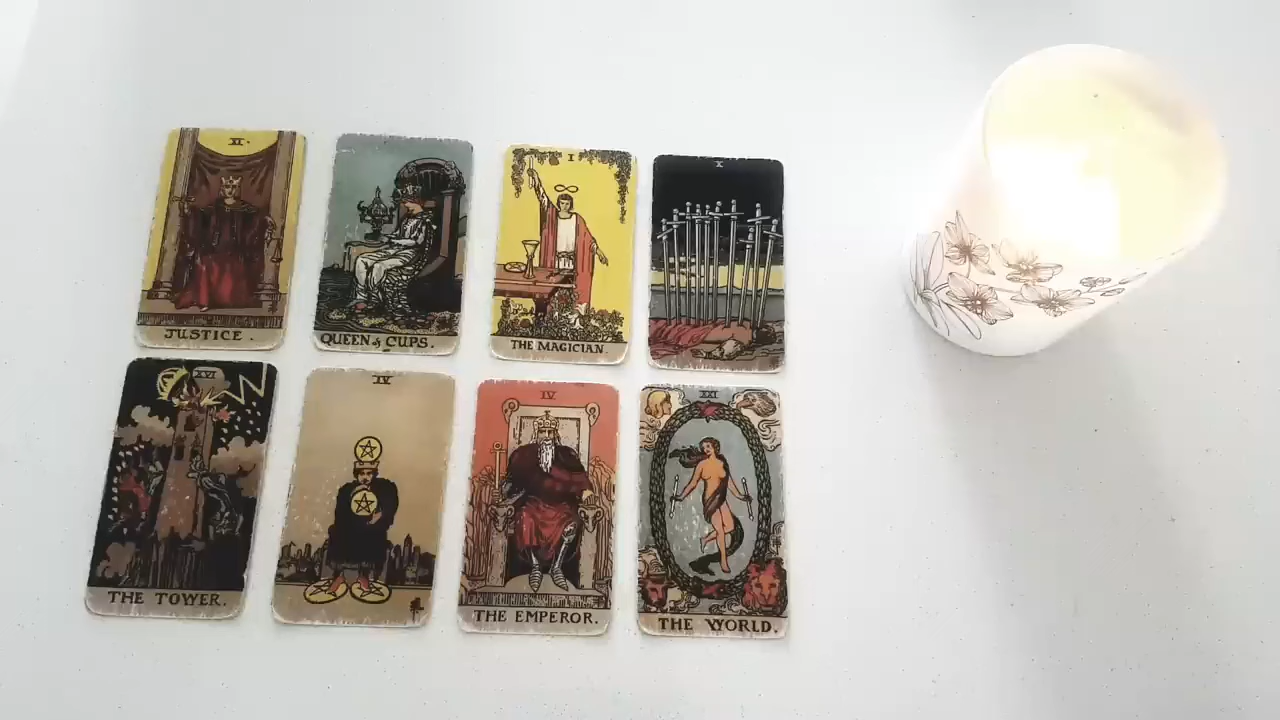 XI.
JUSTICE.
QUEEN of CUPS.
I
THE MAGICIAN.
X
XVI
THE TOWER.
IV
IV
THE EMPEROR.
XXI
THE WORLD.